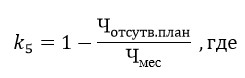 k₅ = 1 − Ч_отсутв.план / Ч_мес , где